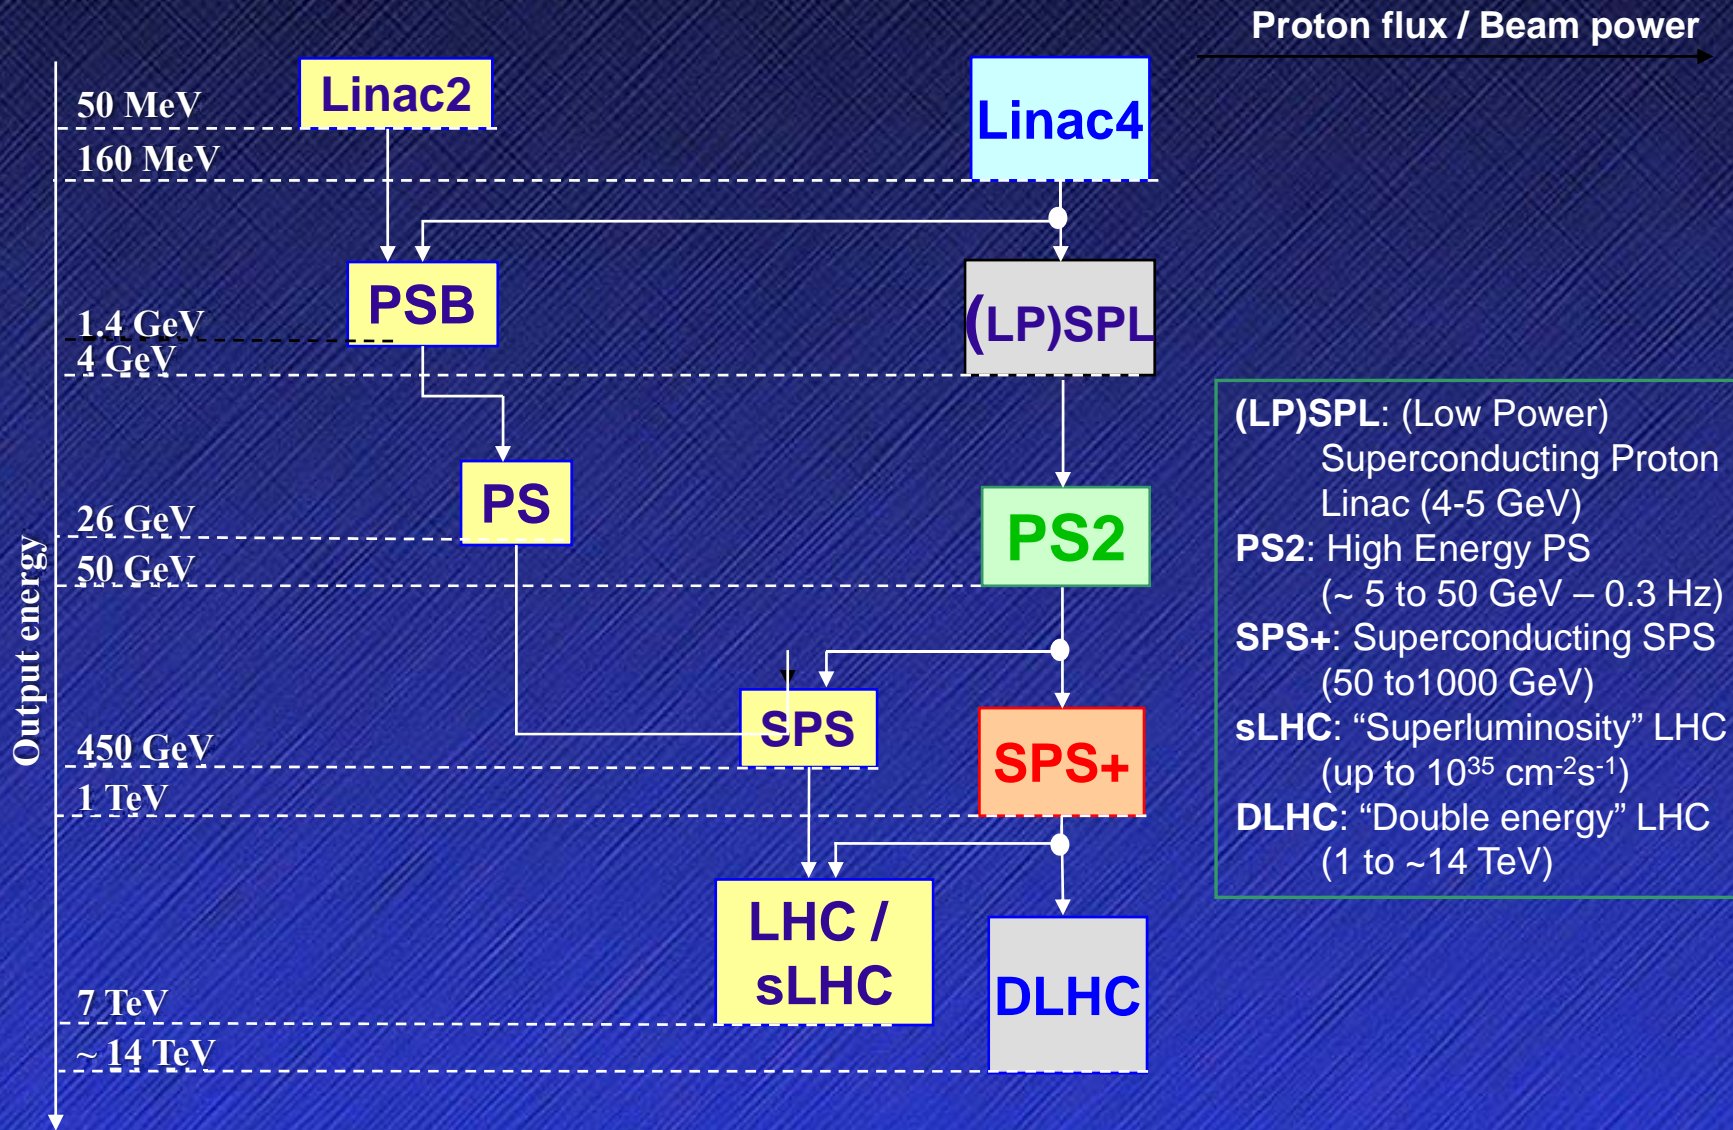 Proton flux / Beam power
Linac2
Linac4
50 MeV
160 MeV
PSB
(LP)SPL
1.4 GeV
4 GeV
PS
PS2
26 GeV
50 GeV
Output energy
SPS
SPS+
450 GeV
1 TeV
LHC /
sLHC
DLHC
7 TeV
~ 14 TeV
(LP)SPL: (Low Power)
Superconducting Proton
Linac (4-5 GeV)
PS2: High Energy PS
(~ 5 to 50 GeV – 0.3 Hz)
SPS+: Superconducting SPS
(50 to1000 GeV)
sLHC: “Superluminosity” LHC
(up to 10³⁵ cm⁻²s⁻¹)
DLHC: “Double energy” LHC
(1 to ~14 TeV)